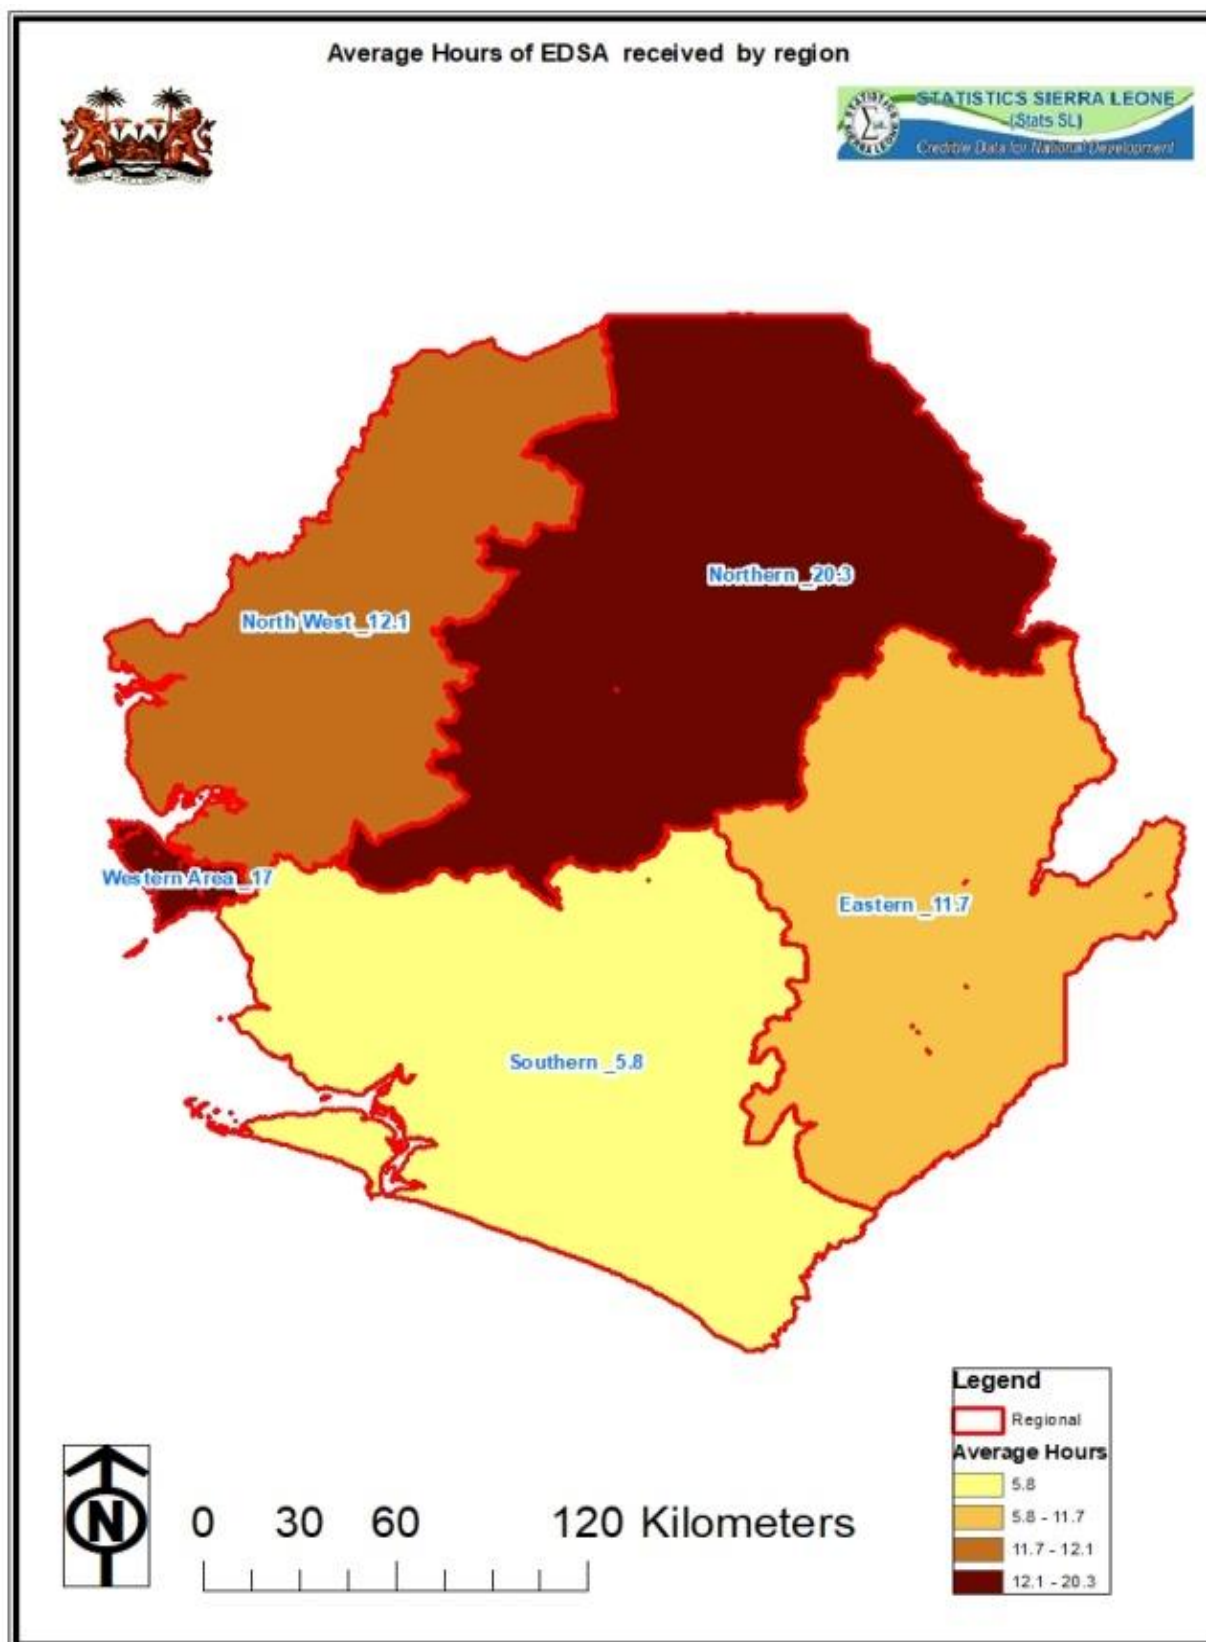 Average Hours of EDSA received by region
STATISTICS SIERRA LEONE
(Stats SL)
Credible Data for National Development
Northern _20.3
North West _12.1
Western Area _17
Eastern _11.7
Southern _5.8
Legend
Regional
Average Hours
5.8
5.8 - 11.7
11.7 - 12.1
12.1 - 20.3
N
0 30 60 120 Kilometers